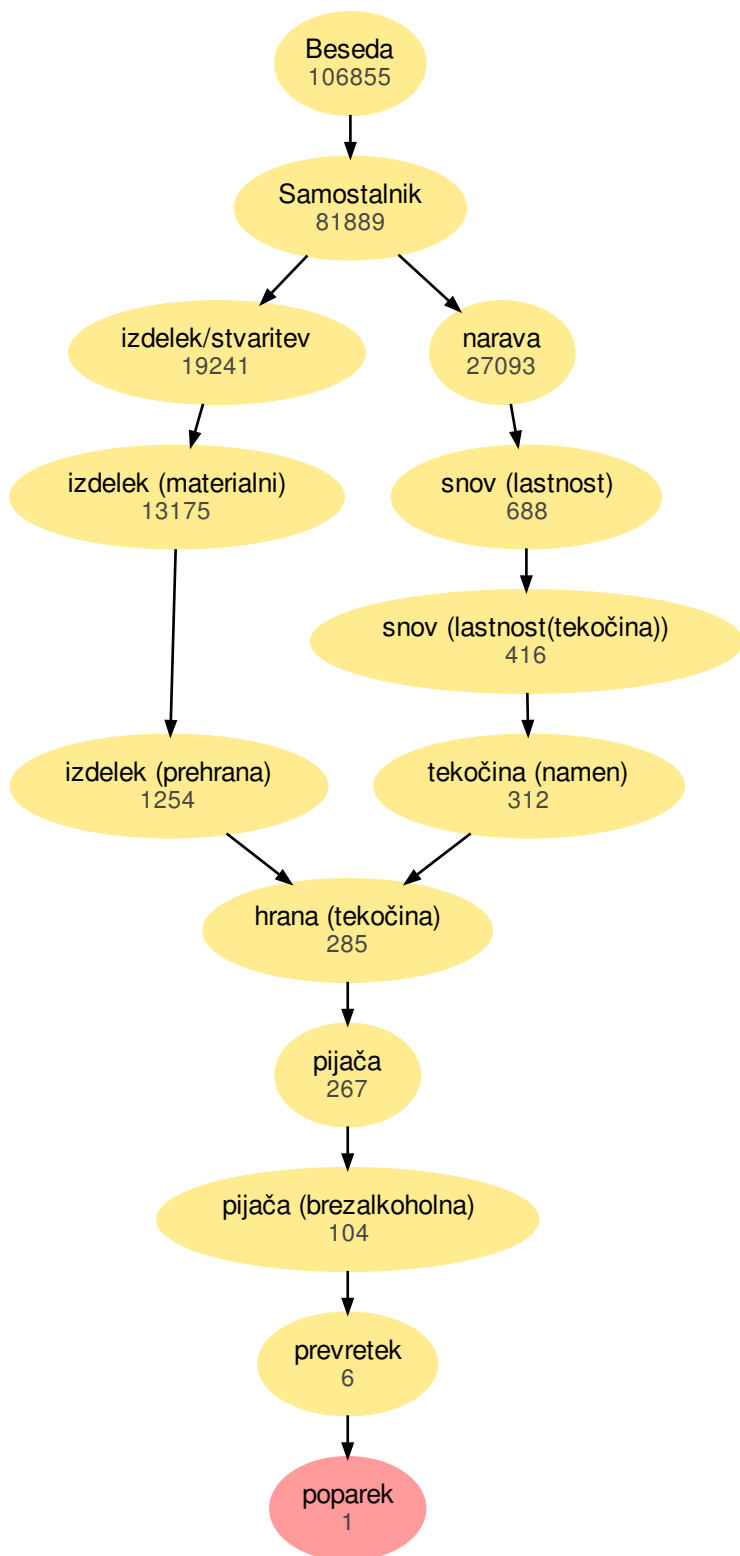 Beseda
106855
Samostalnik
81889
izdelek/stvaritev
19241
narava
27093
izdelek (materialni)
13175
snov (lastnost)
688
snov (lastnost(tekočina))
416
izdelek (prehrana)
1254
tekočina (namen)
312
hrana (tekočina)
285
pijača
267
pijača (brezalkoholna)
104
prevretek
6
poparek
1